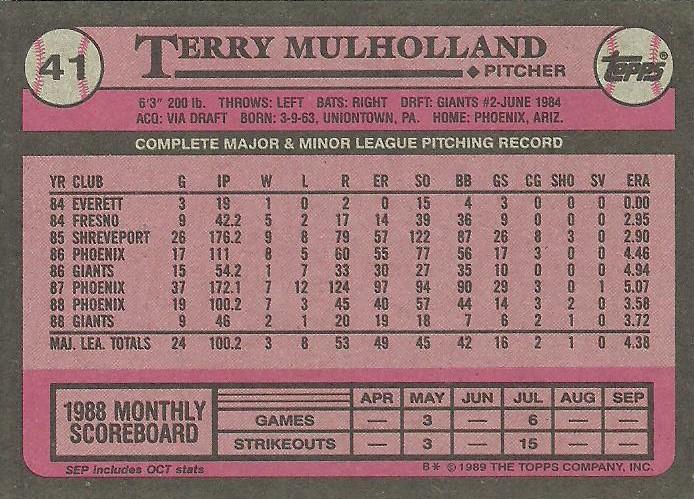 41
TERRY MULHOLLAND
PITCHER
TOPPS®
6'3" 200 lb. THROWS: LEFT BATS: RIGHT DRFT: GIANTS #2-JUNE 1984
ACQ: VIA DRAFT BORN: 3-9-63, UNIONTOWN, PA. HOME: PHOENIX, ARIZ.
COMPLETE MAJOR & MINOR LEAGUE PITCHING RECORD
YR CLUB G IP W L R ER SO BB GS CG SHO SV ERA
84 EVERETT 3 19 1 0 2 0 15 4 3 0 0 0 0.00
84 FRESNO 9 42.2 5 2 17 14 39 36 9 0 0 0 2.95
85 SHREVEPORT 26 176.2 9 8 79 57 122 87 26 8 3 0 2.90
86 PHOENIX 17 111 8 5 60 55 77 56 17 3 0 0 4.46
86 GIANTS 15 54.2 1 7 33 30 27 35 10 0 0 0 4.94
87 PHOENIX 37 172.1 7 12 124 97 94 90 29 3 0 1 5.07
88 PHOENIX 19 100.2 7 3 45 40 57 44 14 3 2 0 3.58
88 GIANTS 9 46 2 1 20 19 18 7 6 2 1 0 3.72
MAJ. LEA. TOTALS 24 100.2 3 8 53 49 45 42 16 2 1 0 4.38
1988 MONTHLY SCOREBOARD
APR MAY JUN JUL AUG SEP
GAMES — 3 — 6 — —
STRIKEOUTS — 3 — 15 — —
SEP includes OCT stats
B* © 1989 THE TOPPS COMPANY, INC.